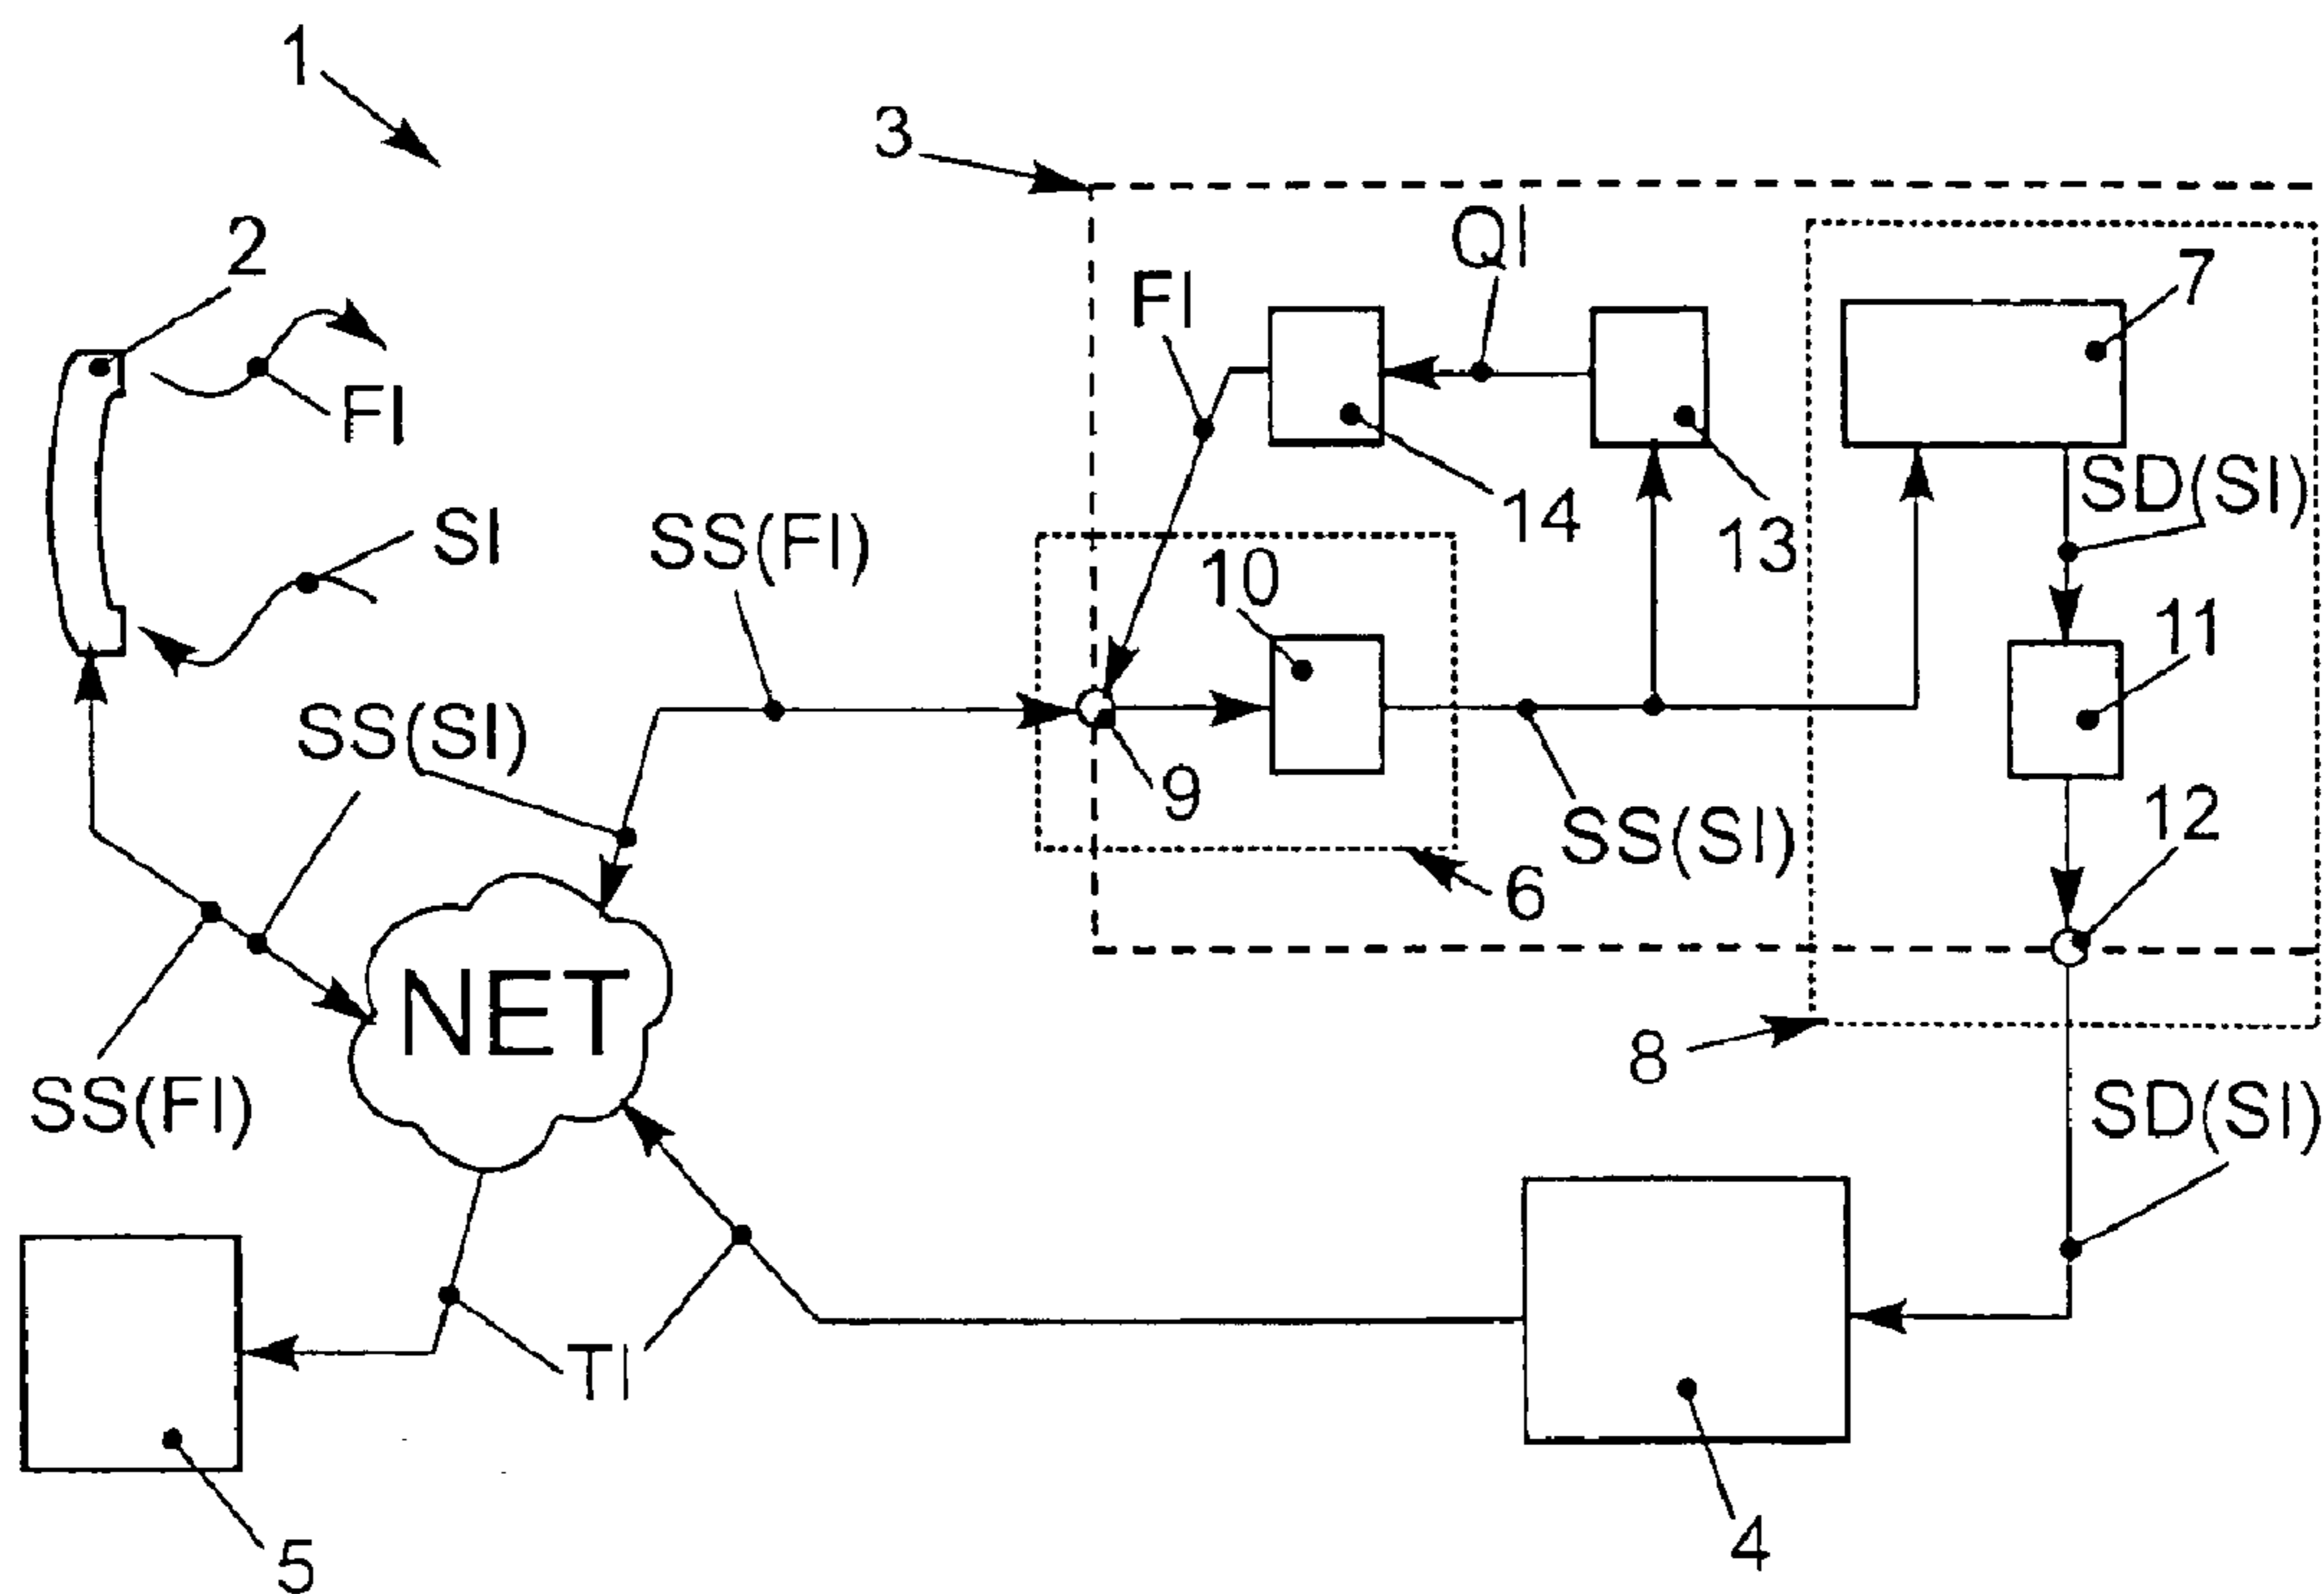 1
3
2
QI
7
FI
FI
14
13
SD(SI)
SI
SS(FI)
10
11
SS(SI)
9
12
SS(SI)
6
NET
8
SS(FI)
SD(SI)
TI
4
5